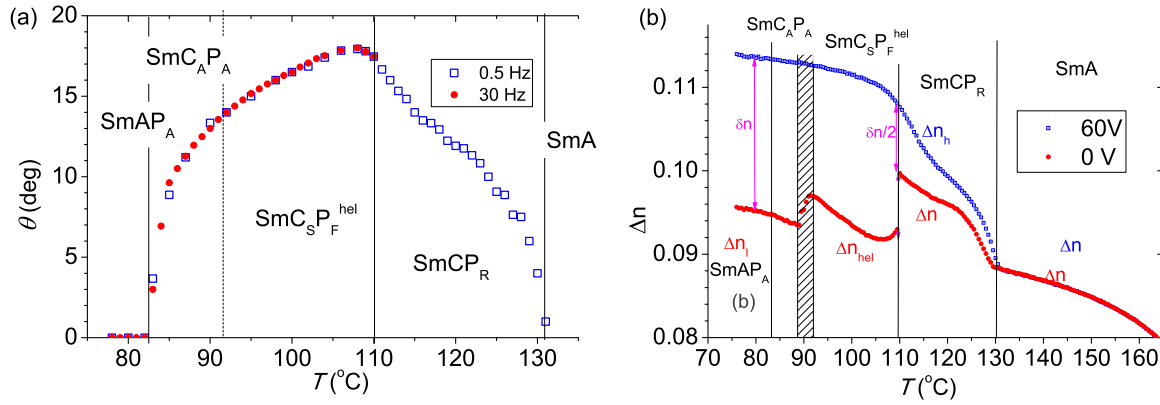 (a)
20
15
10
5
0
θ (deg)
SmC_AP_A
SmAP_A
0.5 Hz
30 Hz
SmA
SmC_SP_F^hel
SmCP_R
80 90 100 110 120 130
T (°C)
(b)
SmC_AP_A
SmC_SP_F^hel
SmCP_R
SmA
0.11
0.10
0.09
0.08
Δn
δn
δn/2
Δn_h
60V
0 V
Δn
Δn
Δn
Δn_l
Δn_hel
SmAP_A
(b)
70 80 90 100 110 120 130 140 150 160
T (°C)